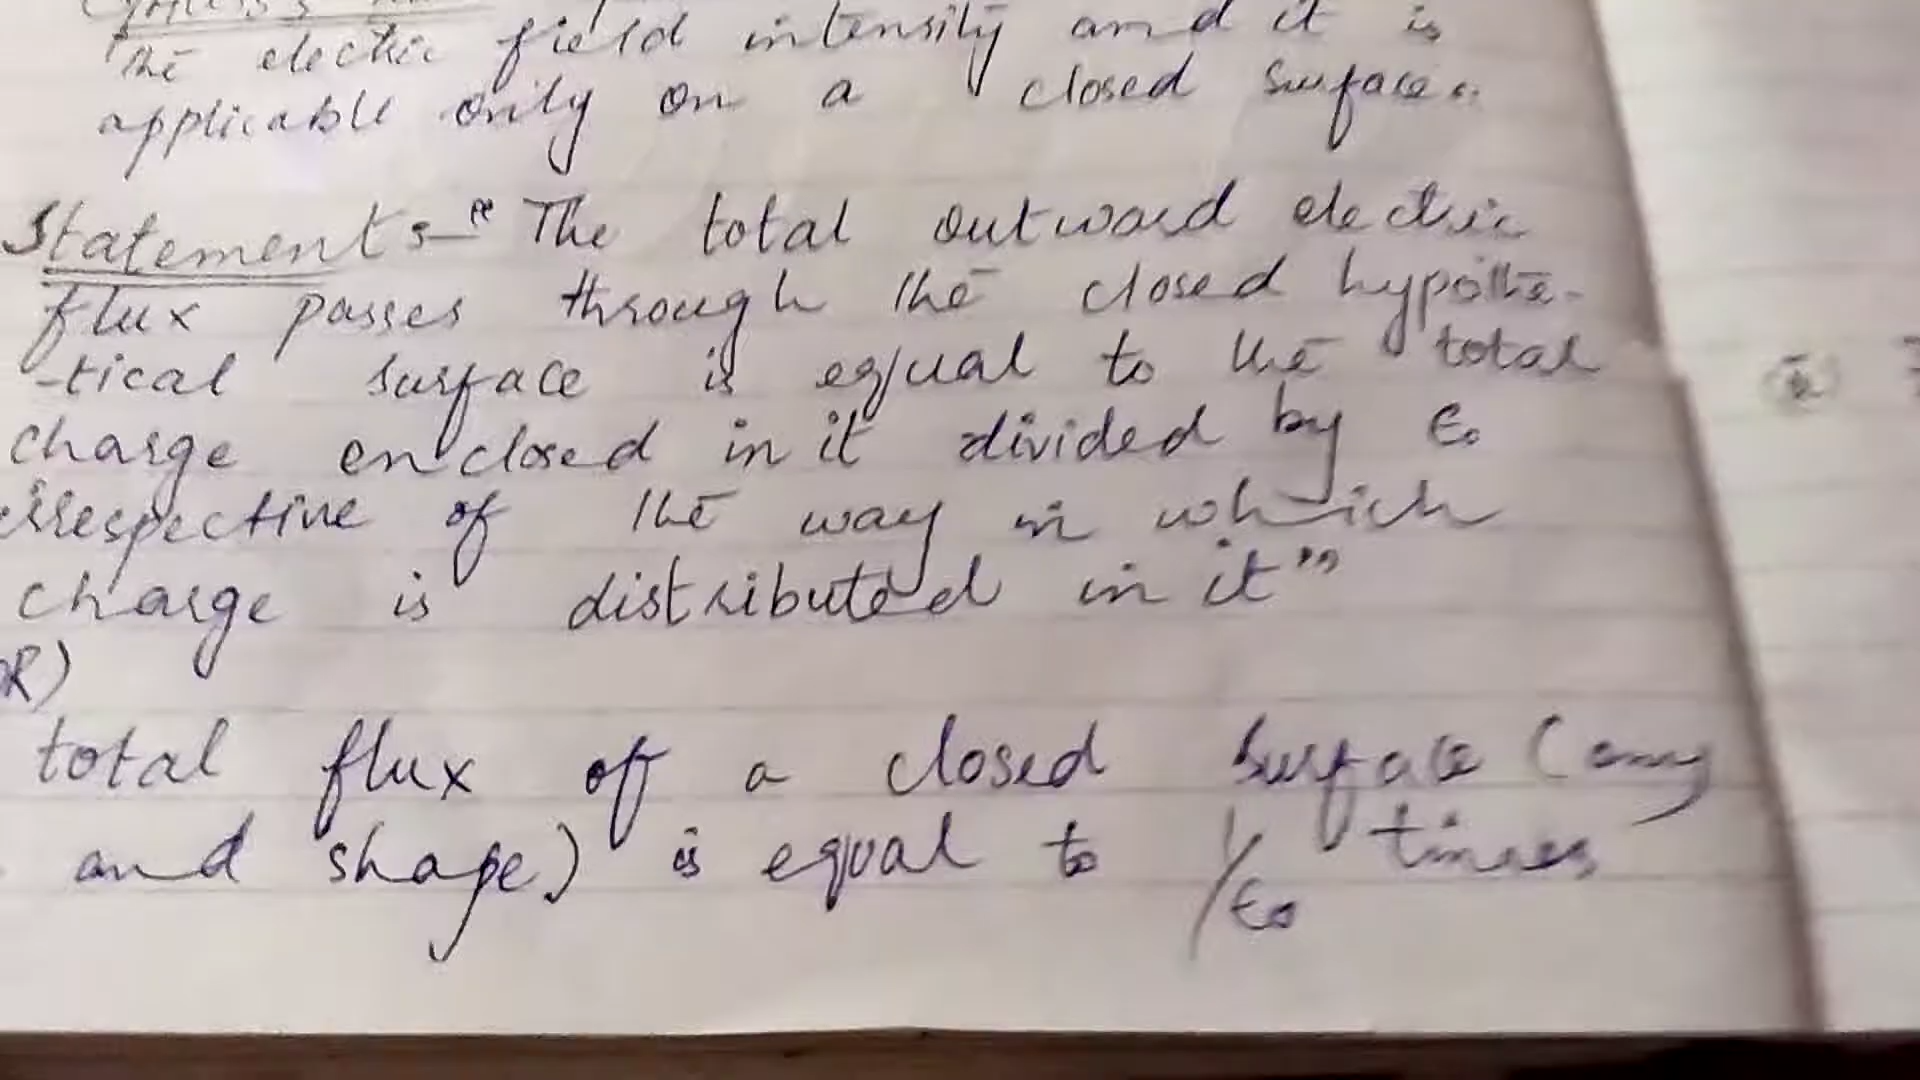 the electric field intensity and it is
applicable only on a closed surface.
Statement :- "The total outward electric
flux passes through the closed hypothe-
-tical surface is equal to the total
charge enclosed in it divided by ε₀
irrespective of the way in which
charge is distributed in it"
OR)
total flux of a closed surface (any
and shape) is equal to 1/ε₀ times